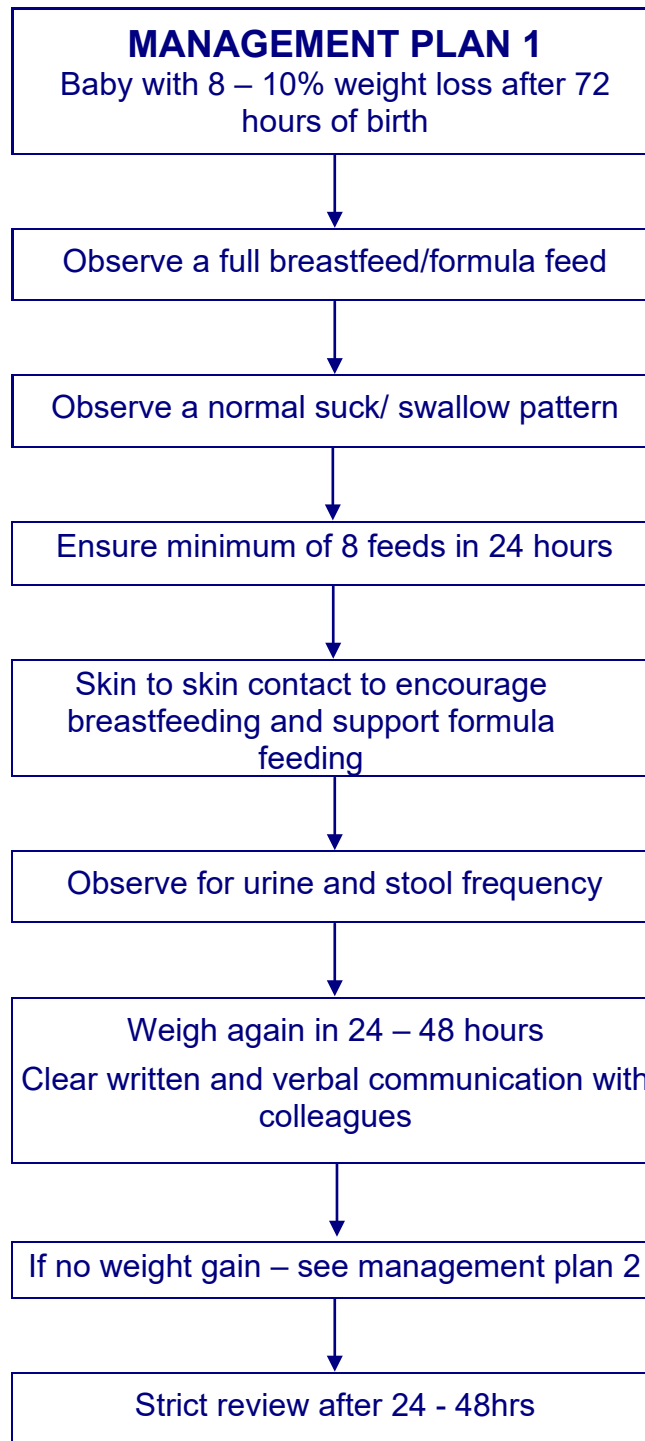 MANAGEMENT PLAN 1
Baby with 8 – 10% weight loss after 72
hours of birth
Observe a full breastfeed/formula feed
Observe a normal suck/ swallow pattern
Ensure minimum of 8 feeds in 24 hours
Skin to skin contact to encourage
breastfeeding and support formula
feeding
Observe for urine and stool frequency
Weigh again in 24 – 48 hours
Clear written and verbal communication with
colleagues
If no weight gain – see management plan 2
Strict review after 24 - 48hrs